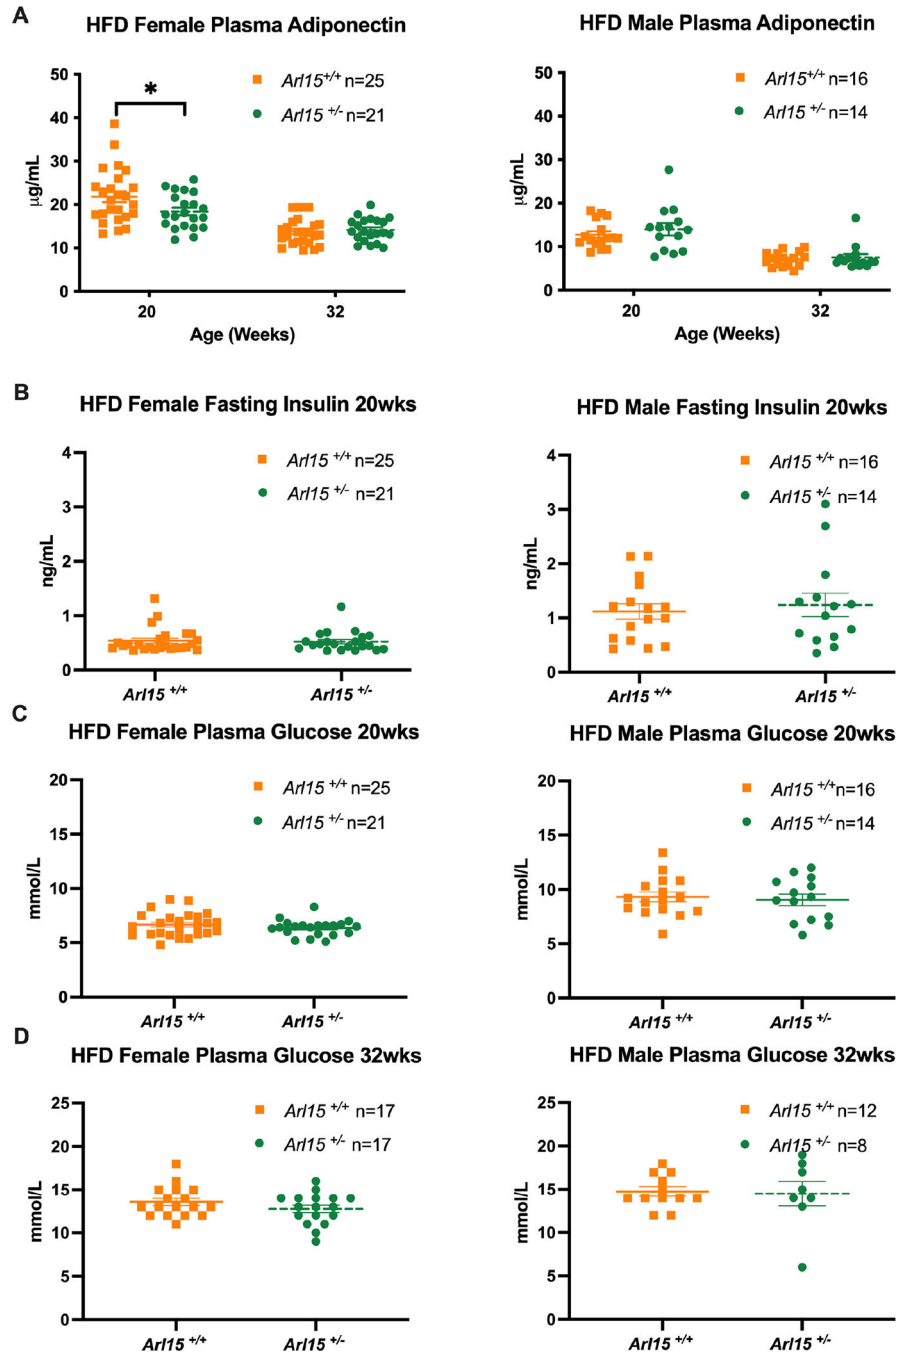 A
HFD Female Plasma Adiponectin
HFD Male Plasma Adiponectin
50
40
30
20
10
0
µg/mL
*
Arl15+/+ n=25
Arl15 +/- n=21
20
32
Age (Weeks)
50
40
30
20
10
0
µg/mL
Arl15+/+ n=16
Arl15 +/- n=14
20
32
Age (Weeks)
B
HFD Female Fasting Insulin 20wks
HFD Male Fasting Insulin 20wks
4
3
2
1
0
ng/mL
Arl15 +/+ n=25
Arl15 +/- n=21
Arl15 +/+
Arl15 +/-
4
3
2
1
0
ng/mL
Arl15 +/+ n=16
Arl15 +/- n=14
Arl15 +/+
Arl15 +/-
C
HFD Female Plasma Glucose 20wks
HFD Male Plasma Glucose 20wks
20
15
10
5
0
mmol/L
Arl15 +/+ n=25
Arl15 +/- n=21
Arl15 +/+
Arl15 +/-
20
15
10
5
0
mmol/L
Arl15 +/+n=16
Arl15 +/- n=14
Arl15 +/+
Arl15 +/-
D
HFD Female Plasma Glucose 32wks
HFD Male Plasma Glucose 32wks
25
20
15
10
5
0
mmol/L
Arl15 +/+ n=17
Arl15 +/- n=17
Arl15 +/+
Arl15 +/-
25
20
15
10
5
0
mmol/L
Arl15 +/+ n=12
Arl15 +/- n=8
Arl15 +/+
Arl15 +/-